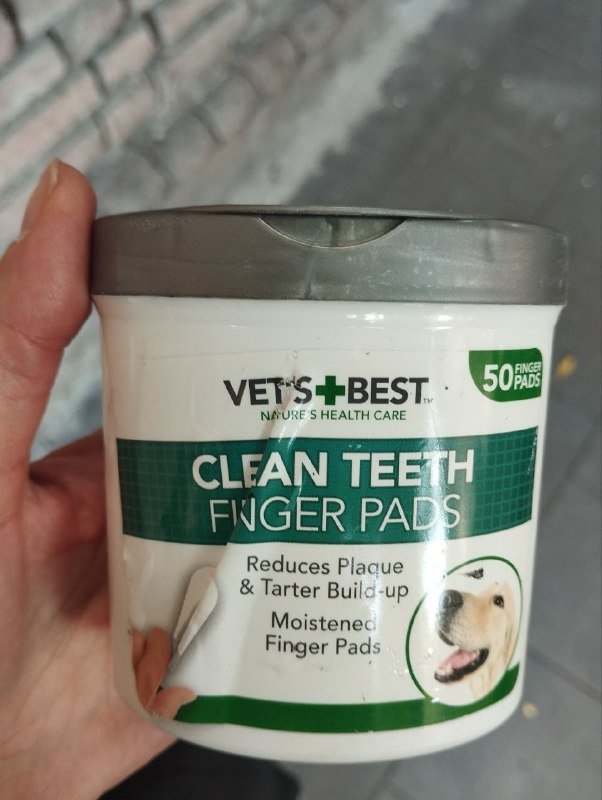 VET'S+BEST™
NATURE'S HEALTH CARE
50 FINGER
PADS
CLEAN TEETH
FINGER PADS
Reduces Plaque
& Tarter Build-up
Moistened
Finger Pads